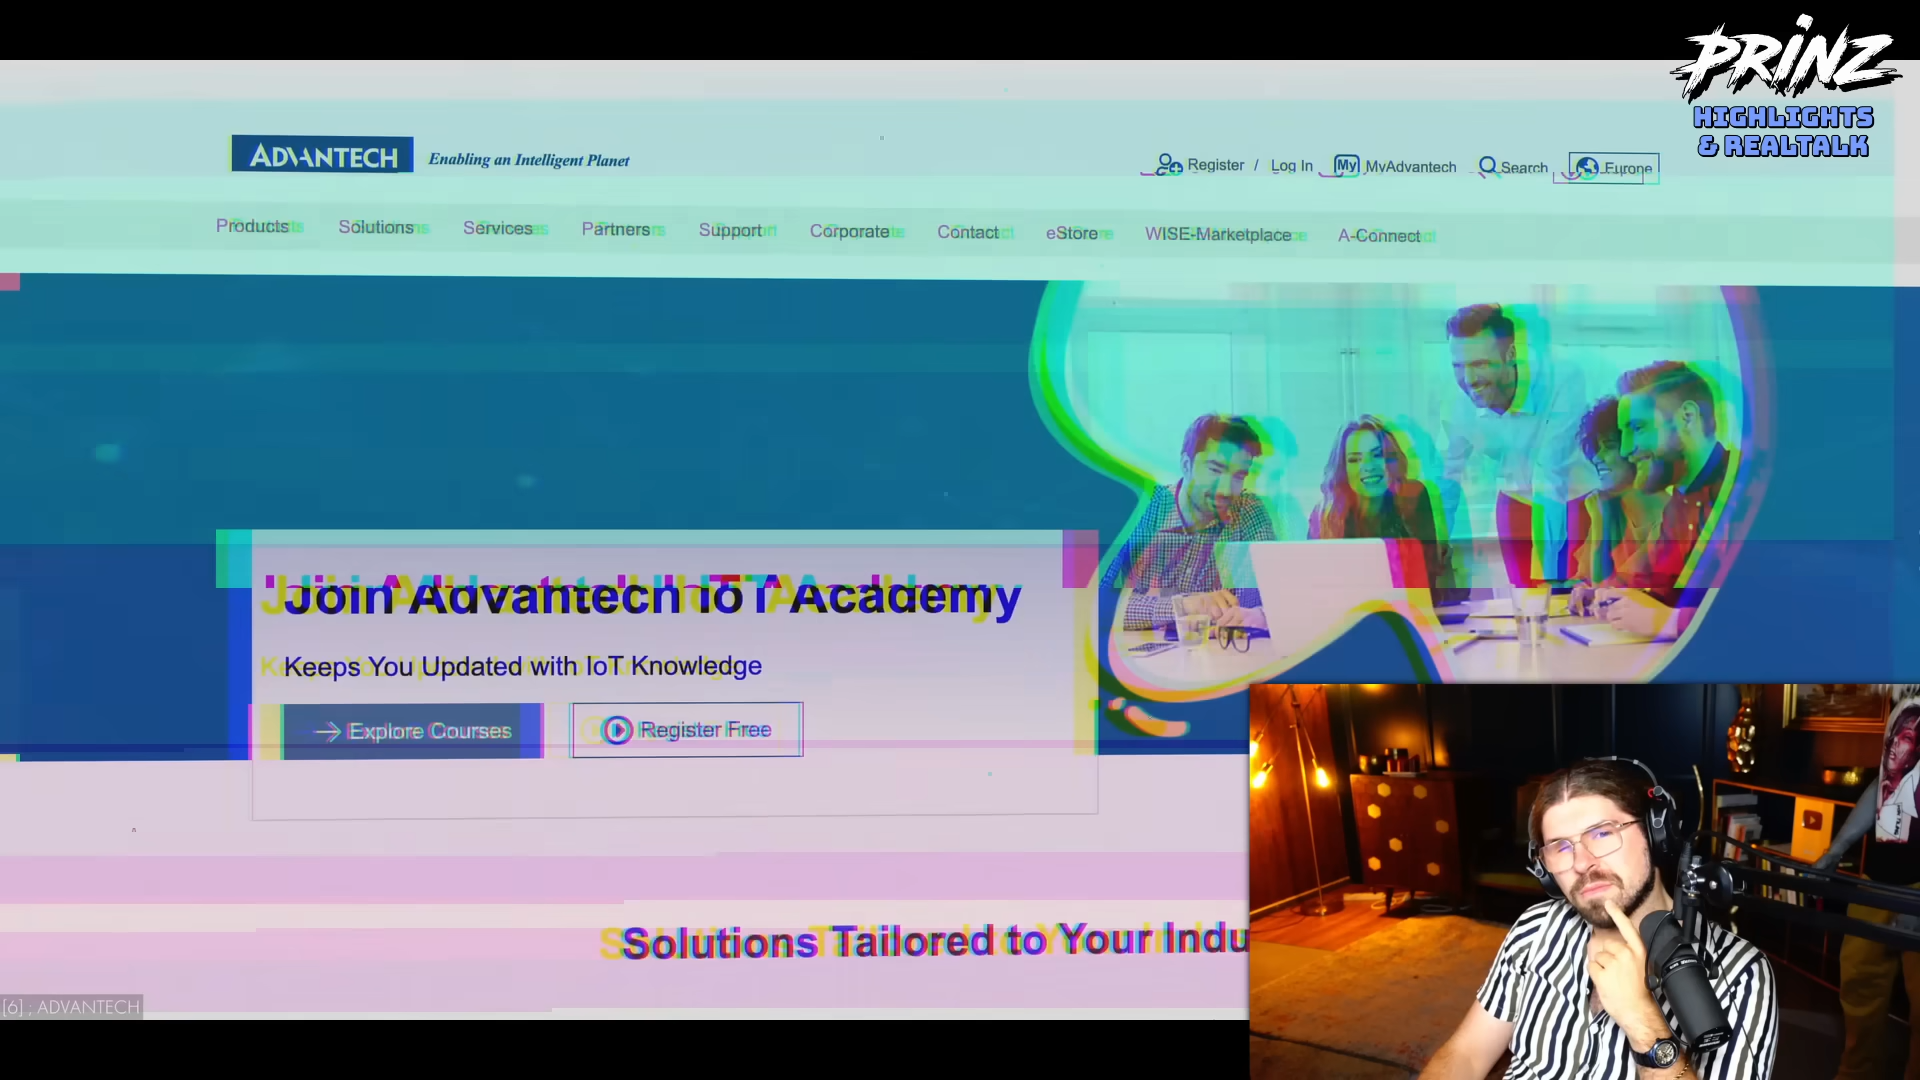 PRINZ
HIGHLIGHTS
& REALTALK
ADVANTECH Enabling an Intelligent Planet
Register / Log In My MyAdvantech Search Europe
Products Solutions Services Partners Support Corporate Contact eStore WISE-Marketplace A-Connect
Join Advantech IoT Academy
Keeps You Updated with IoT Knowledge
Explore Courses Register Free
Solutions Tailored to Your Indu
[6] ; ADVANTECH